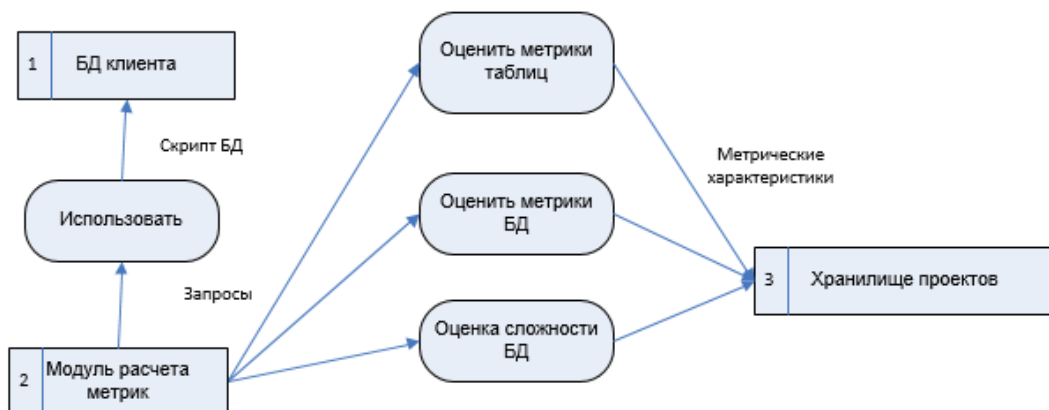 1
БД клиента
Скрипт БД
Использовать
Запросы
2
Модуль расчета
метрик
Оценить метрики
таблиц
Оценить метрики
БД
Оценка сложности
БД
Метрические
характеристики
3
Хранилище проектов